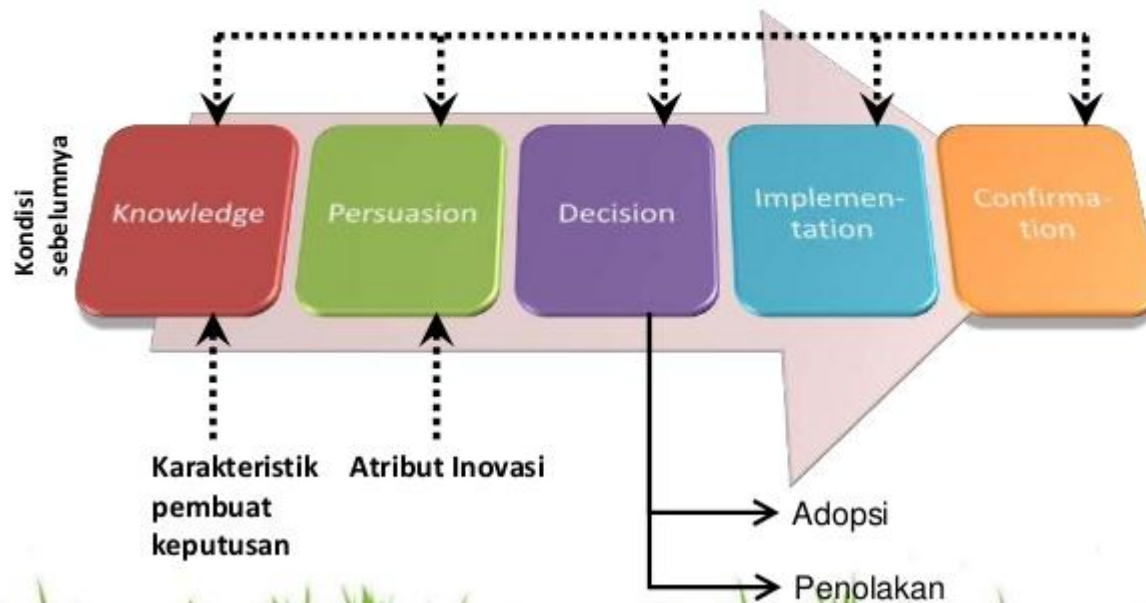 Kondisi
sebelumnya
Knowledge
Persuasion
Decision
Implemen-
tation
Confirma-
tion
Karakteristik
pembuat
keputusan
Atribut Inovasi
Adopsi
Penolakan